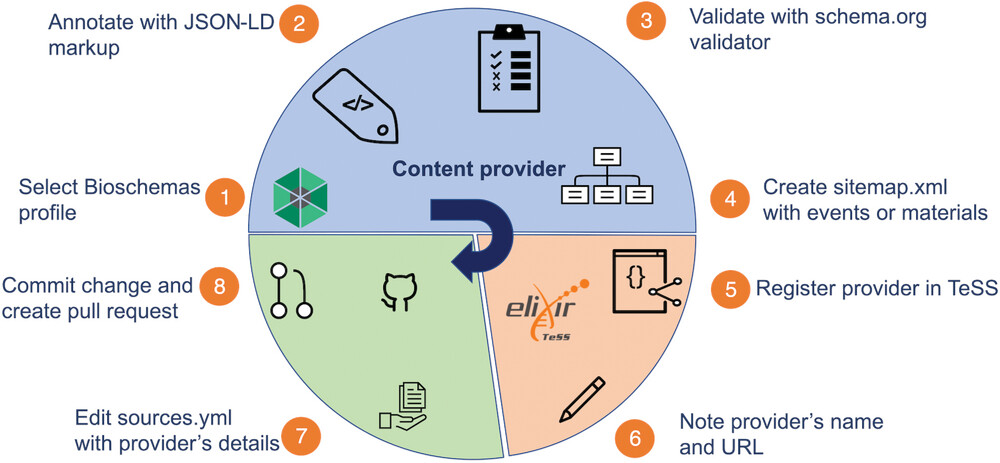 Annotate with JSON-LD
markup
2
3
Validate with schema.org
validator
</>
Content provider
Select Bioschemas
profile
1
4
Create sitemap.xml
with events or materials
Commit change and
create pull request
8
{}
5
Register provider in TeSS
elixir
TeSS
Edit sources.yml
with provider's details
7
6
Note provider's name
and URL